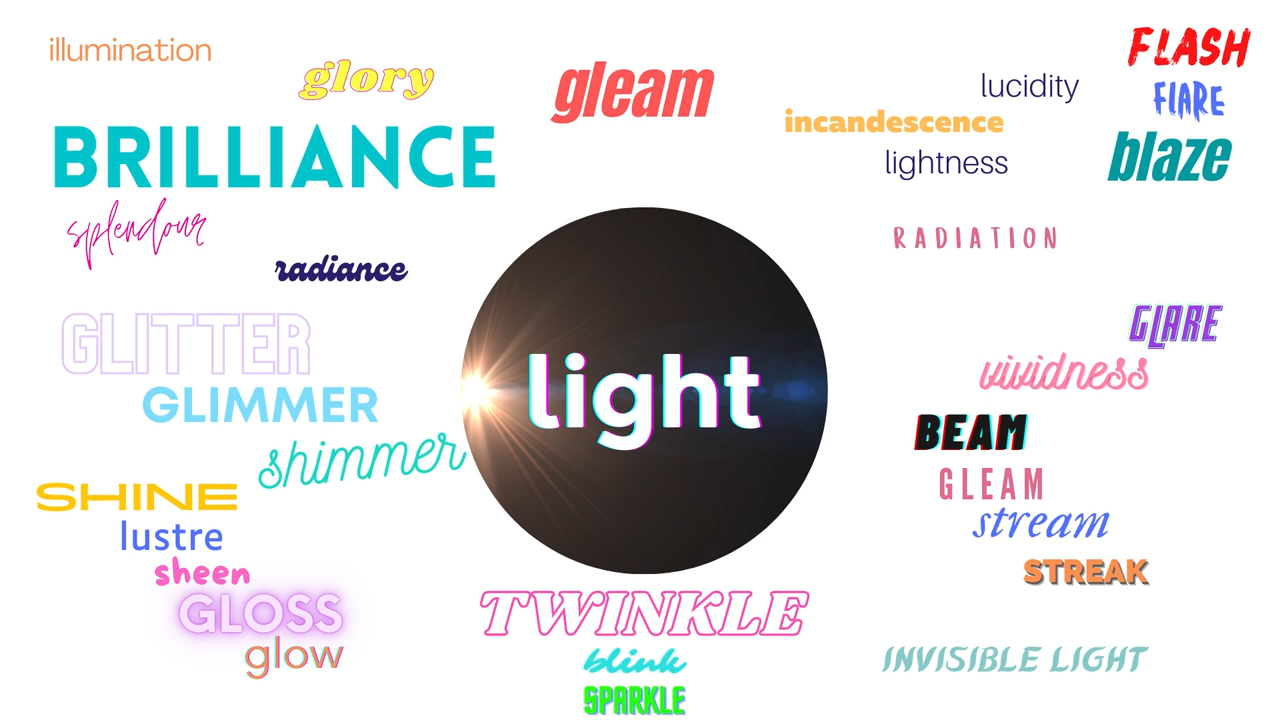 illumination
glory
BRILLIANCE
splendour
radiance
GLITTER
GLIMMER
shimmer
SHINE
lustre
sheen
GLOSS
glow
gleam
light
TWINKLE
blink
SPARKLE
FLASH
FLARE
blaze
lucidity
incandescence
lightness
RADIATION
GLARE
vividness
BEAM
GLEAM
stream
STREAK
INVISIBLE LIGHT